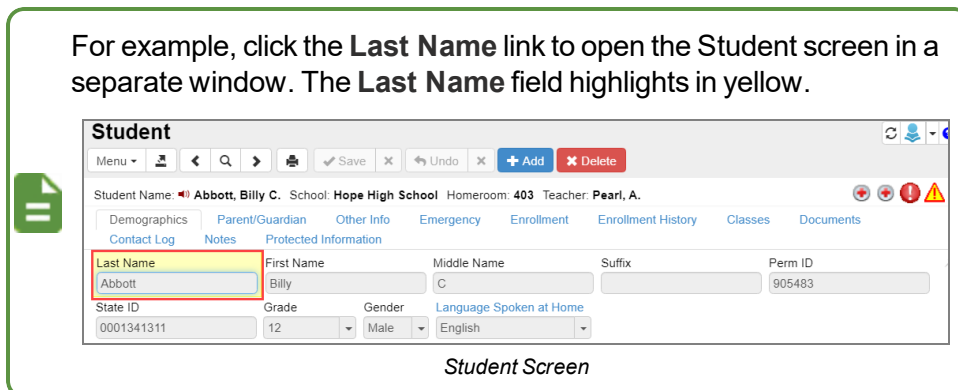 For example, click the Last Name link to open the Student screen in a
separate window. The Last Name field highlights in yellow.
Student
Menu Save Undo Add Delete
Student Name: Abbott, Billy C. School: Hope High School Homeroom: 403 Teacher: Pearl, A.
Demographics Parent/Guardian Other Info Emergency Enrollment Enrollment History Classes Documents
Contact Log Notes Protected Information
Last Name First Name Middle Name Suffix Perm ID
Abbott Billy C 905483
State ID Grade Gender Language Spoken at Home
0001341311 12 Male English
Student Screen